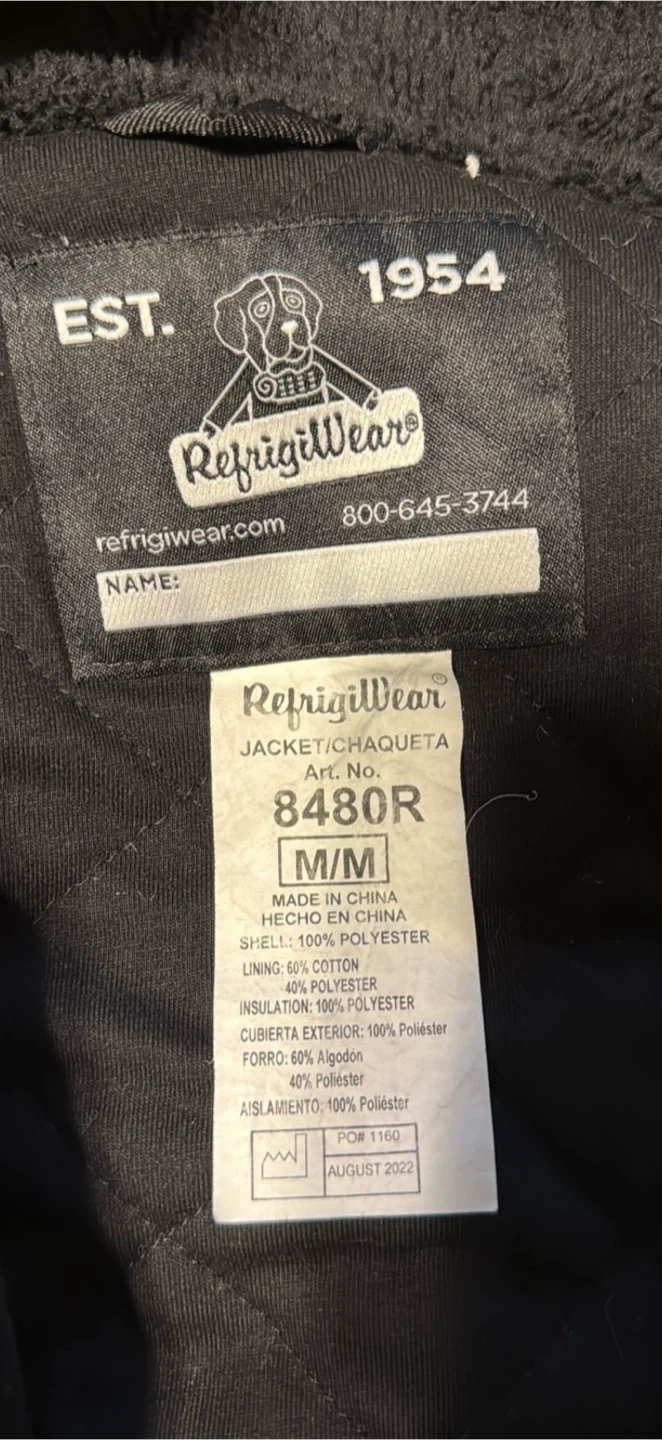 EST. 1954
RefrigiWear®
refrigiwear.com 800-645-3744
NAME:
RefrigiWear®
JACKET/CHAQUETA
Art. No.
8480R
M/M
MADE IN CHINA
HECHO EN CHINA
SHELL: 100% POLYESTER
LINING: 60% COTTON
40% POLYESTER
INSULATION: 100% POLYESTER
CUBIERTA EXTERIOR: 100% Poliéster
FORRO: 60% Algodón
40% Poliéster
AISLAMIENTO: 100% Poliéster
PO# 1160
AUGUST 2022